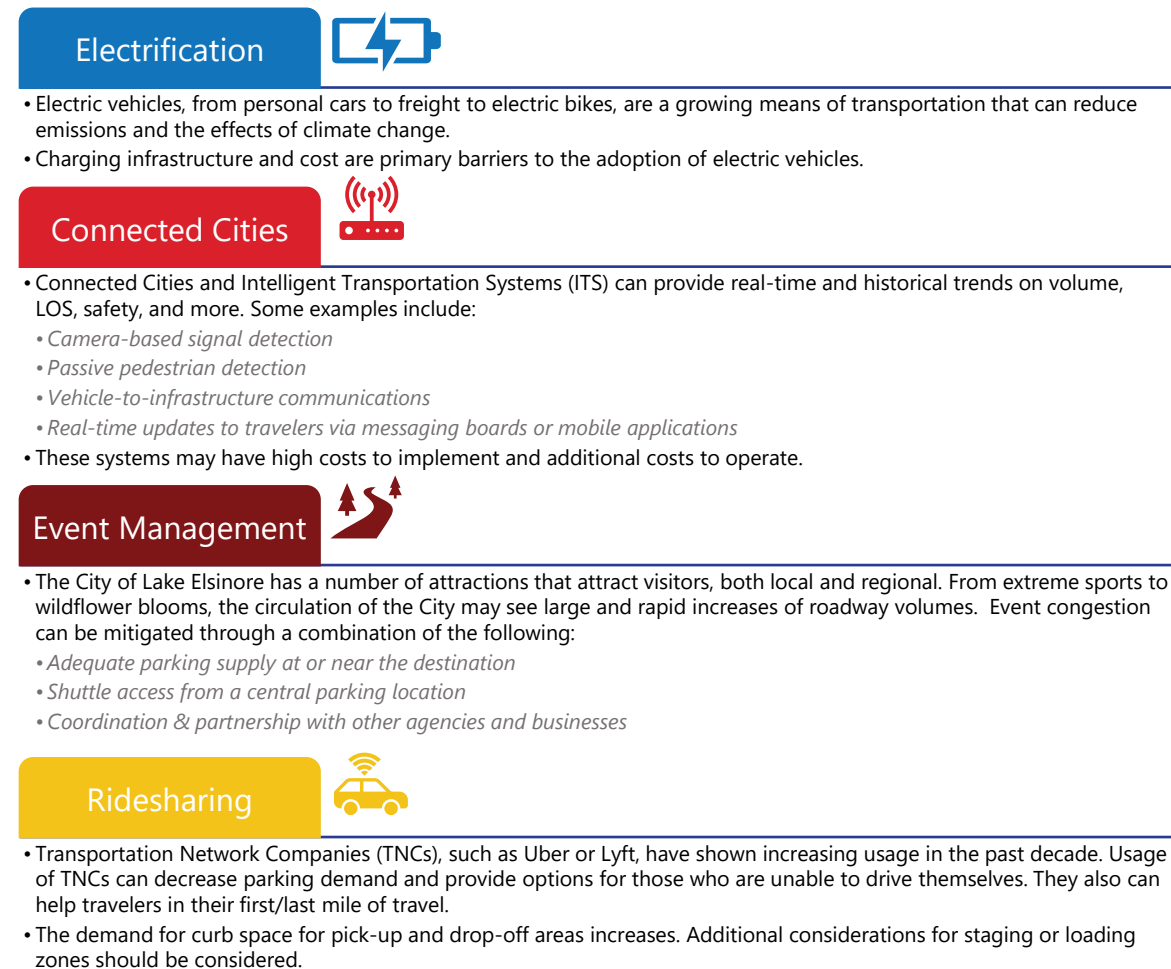 Electrification
• Electric vehicles, from personal cars to freight to electric bikes, are a growing means of transportation that can reduce
emissions and the effects of climate change.
• Charging infrastructure and cost are primary barriers to the adoption of electric vehicles.
Connected Cities
• Connected Cities and Intelligent Transportation Systems (ITS) can provide real-time and historical trends on volume,
LOS, safety, and more. Some examples include:
• Camera-based signal detection
• Passive pedestrian detection
• Vehicle-to-infrastructure communications
• Real-time updates to travelers via messaging boards or mobile applications
• These systems may have high costs to implement and additional costs to operate.
Event Management
• The City of Lake Elsinore has a number of attractions that attract visitors, both local and regional. From extreme sports to
wildflower blooms, the circulation of the City may see large and rapid increases of roadway volumes.  Event congestion
can be mitigated through a combination of the following:
• Adequate parking supply at or near the destination
• Shuttle access from a central parking location
• Coordination & partnership with other agencies and businesses
Ridesharing
• Transportation Network Companies (TNCs), such as Uber or Lyft, have shown increasing usage in the past decade. Usage
of TNCs can decrease parking demand and provide options for those who are unable to drive themselves. They also can
help travelers in their first/last mile of travel.
• The demand for curb space for pick-up and drop-off areas increases. Additional considerations for staging or loading
zones should be considered.